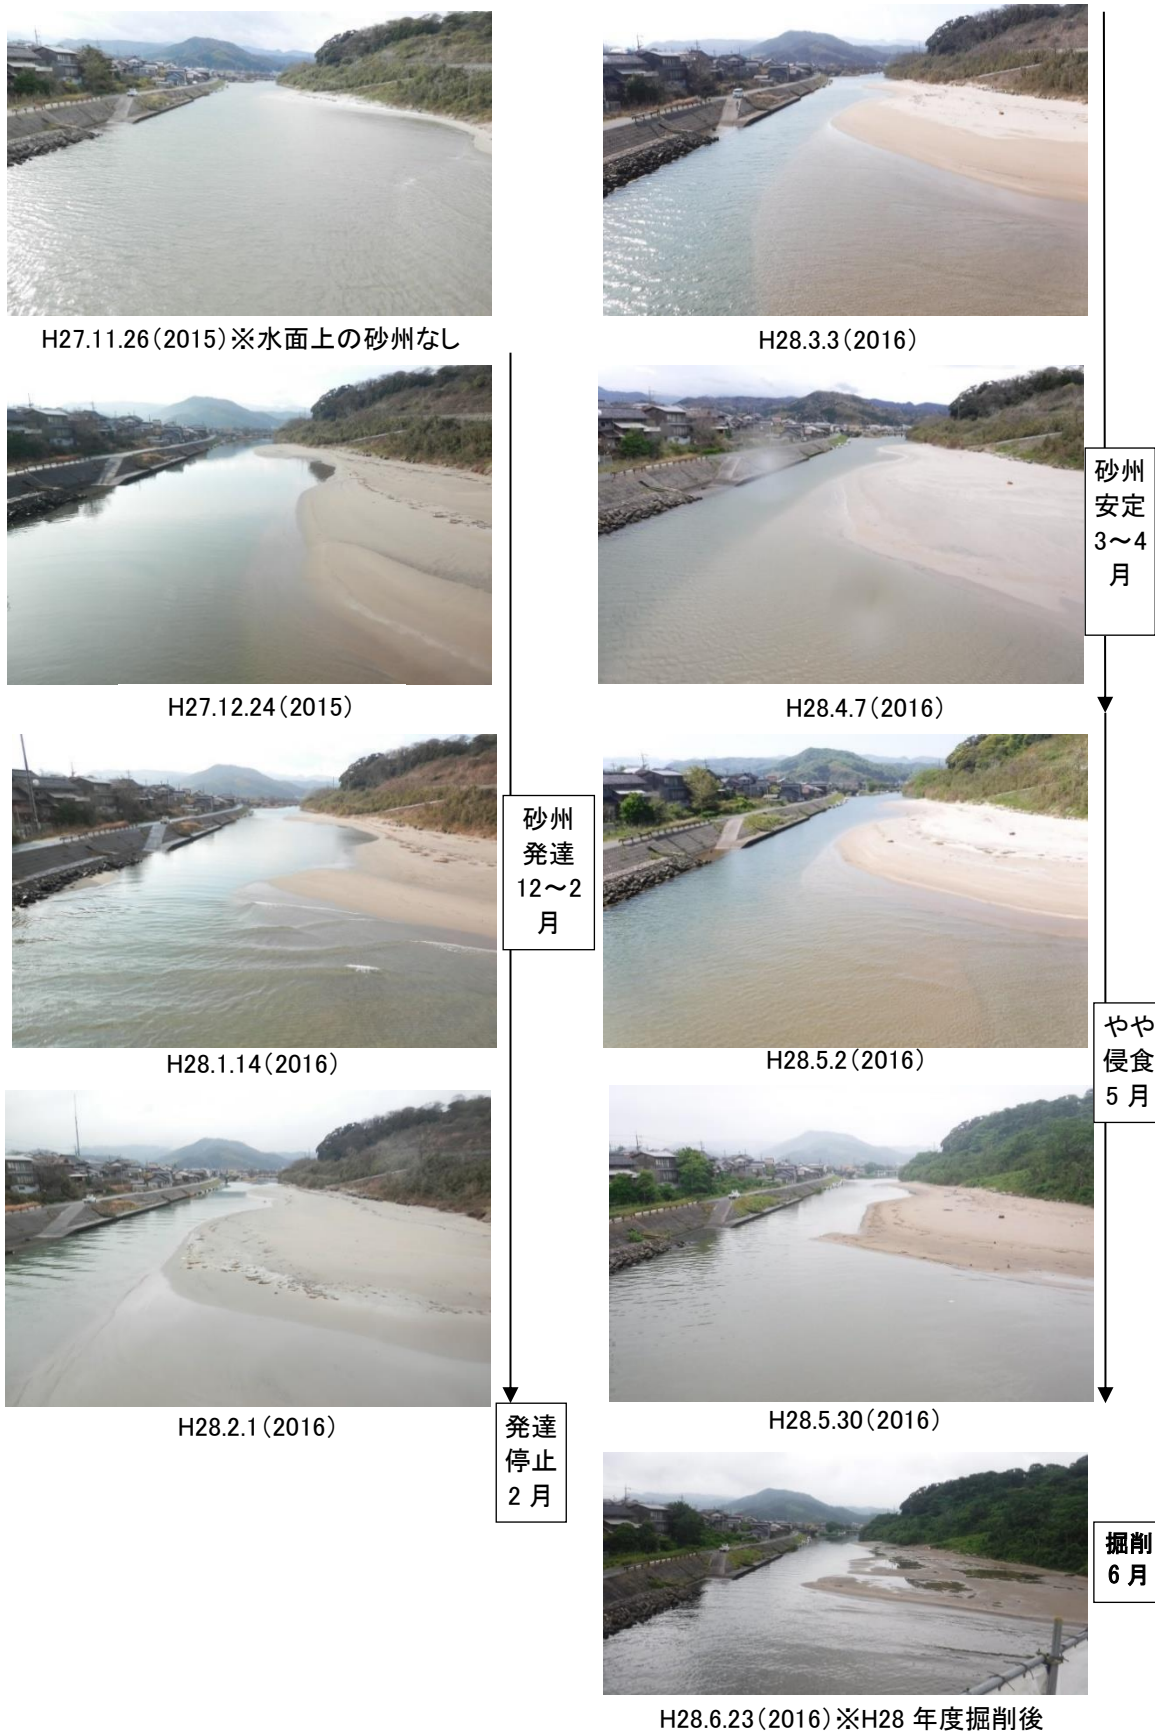 H27.11.26(2015)※水面上の砂州なし
H27.12.24(2015)
H28.1.14(2016)
H28.2.1(2016)
砂州
発達
12～2
月
発達
停止
2 月
H28.3.3(2016)
H28.4.7(2016)
H28.5.2(2016)
H28.5.30(2016)
H28.6.23(2016)※H28 年度掘削後
砂州
安定
3～4
月
やや
侵食
5 月
掘削
6 月